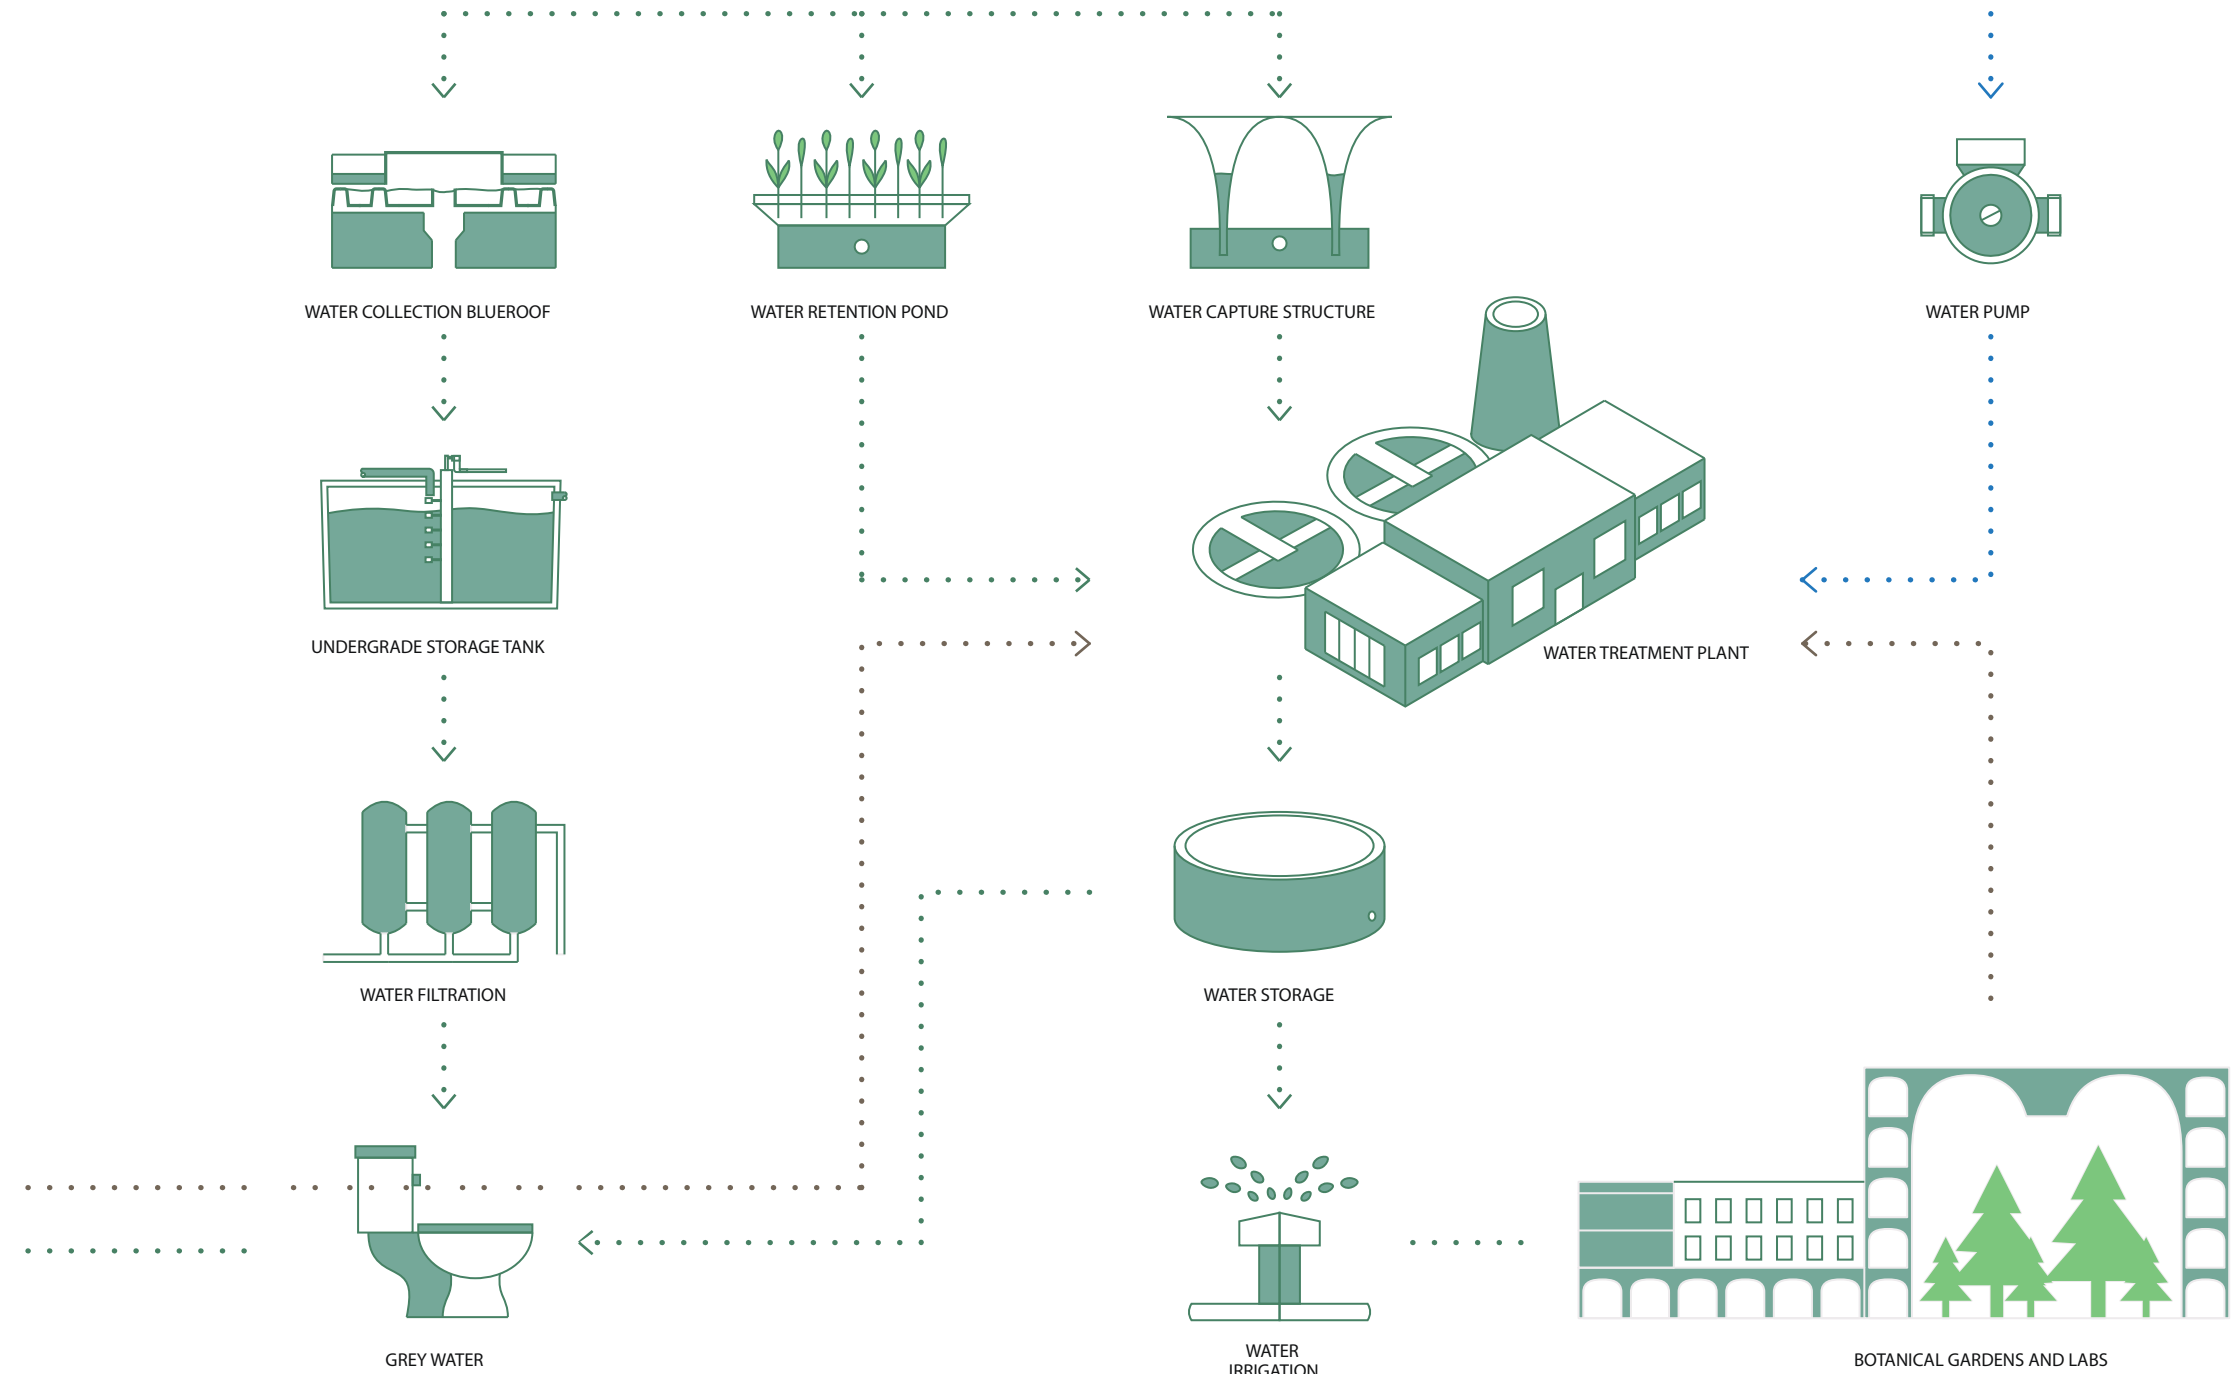 WATER COLLECTION BLUEROOF
WATER RETENTION POND
WATER CAPTURE STRUCTURE
WATER PUMP
UNDERGRADE STORAGE TANK
WATER TREATMENT PLANT
WATER FILTRATION
WATER STORAGE
GREY WATER
WATER
IRRIGATION
BOTANICAL GARDENS AND LABS